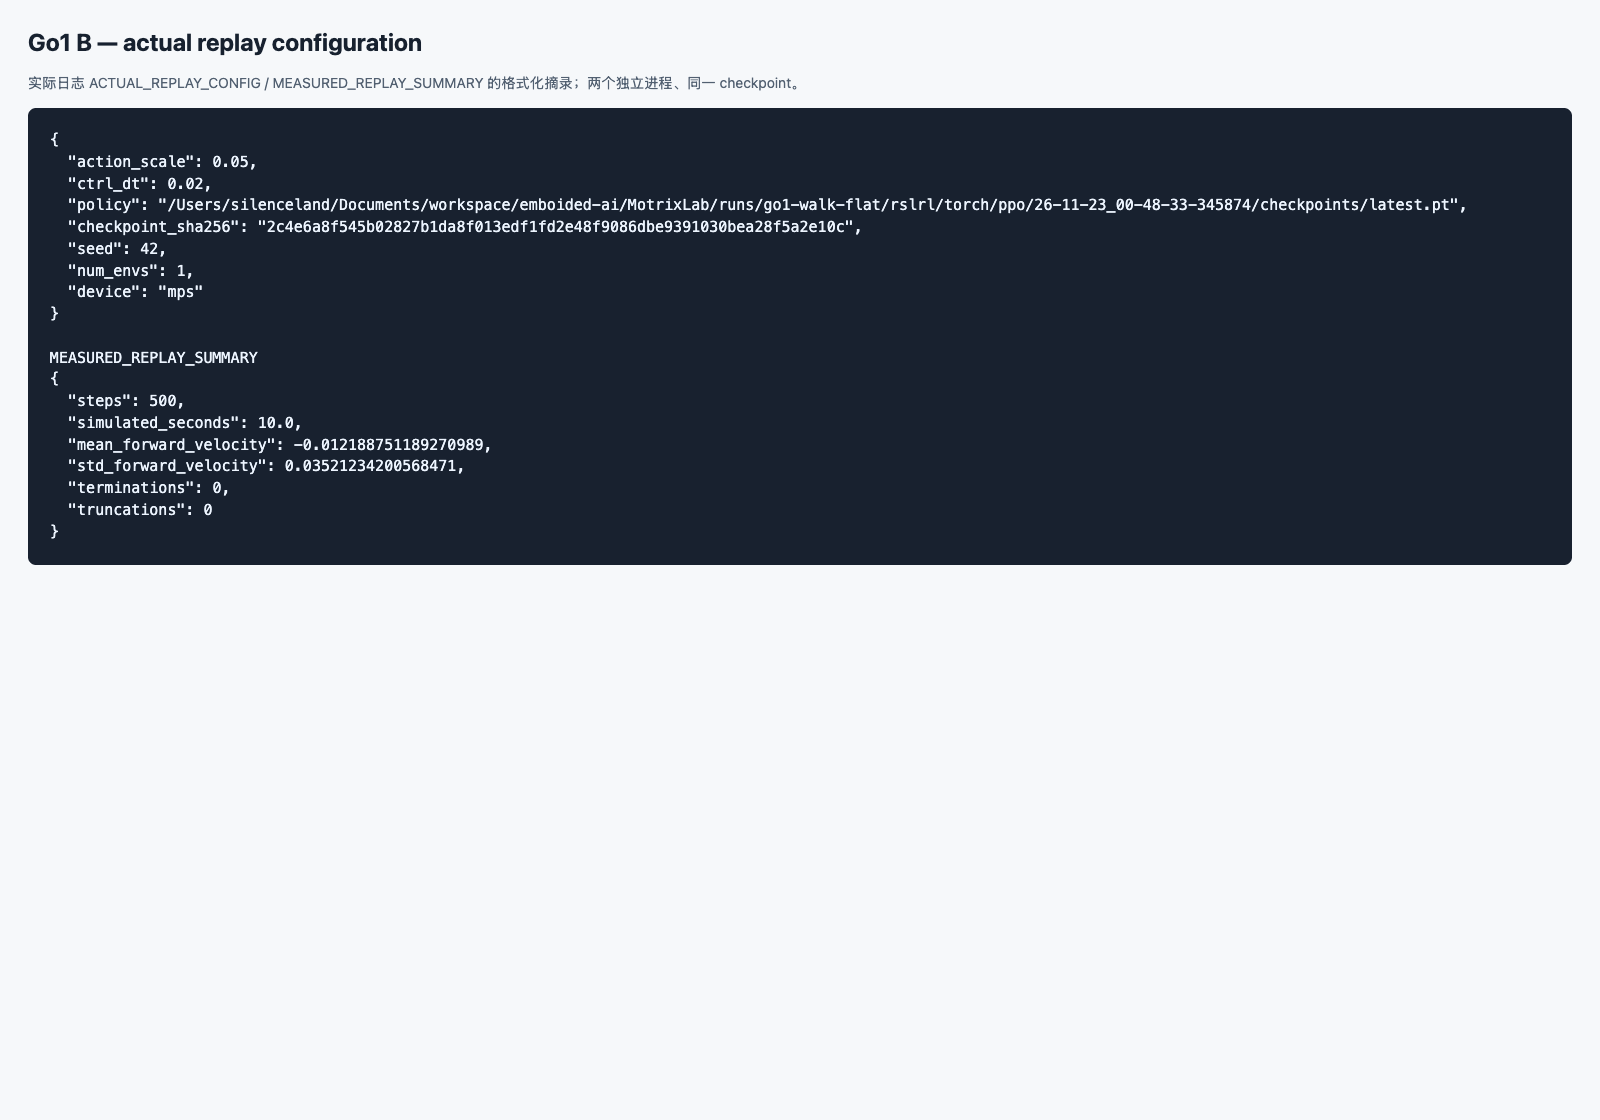 Go1 B — actual replay configuration
实际日志 ACTUAL_REPLAY_CONFIG / MEASURED_REPLAY_SUMMARY 的格式化摘录；两个独立进程、同一 checkpoint。
{
  "action_scale": 0.05,
  "ctrl_dt": 0.02,
  "policy": "/Users/silenceland/Documents/workspace/emboided-ai/MotrixLab/runs/go1-walk-flat/rslrl/torch/ppo/26-11-23_00-48-33-345874/checkpoints/latest.pt",
  "checkpoint_sha256": "2c4e6a8f545b02827b1da8f013edf1fd2e48f9086dbe9391030bea28f5a2e10c",
  "seed": 42,
  "num_envs": 1,
  "device": "mps"
}
MEASURED_REPLAY_SUMMARY
{
  "steps": 500,
  "simulated_seconds": 10.0,
  "mean_forward_velocity": -0.012188751189270989,
  "std_forward_velocity": 0.03521234200568471,
  "terminations": 0,
  "truncations": 0
}